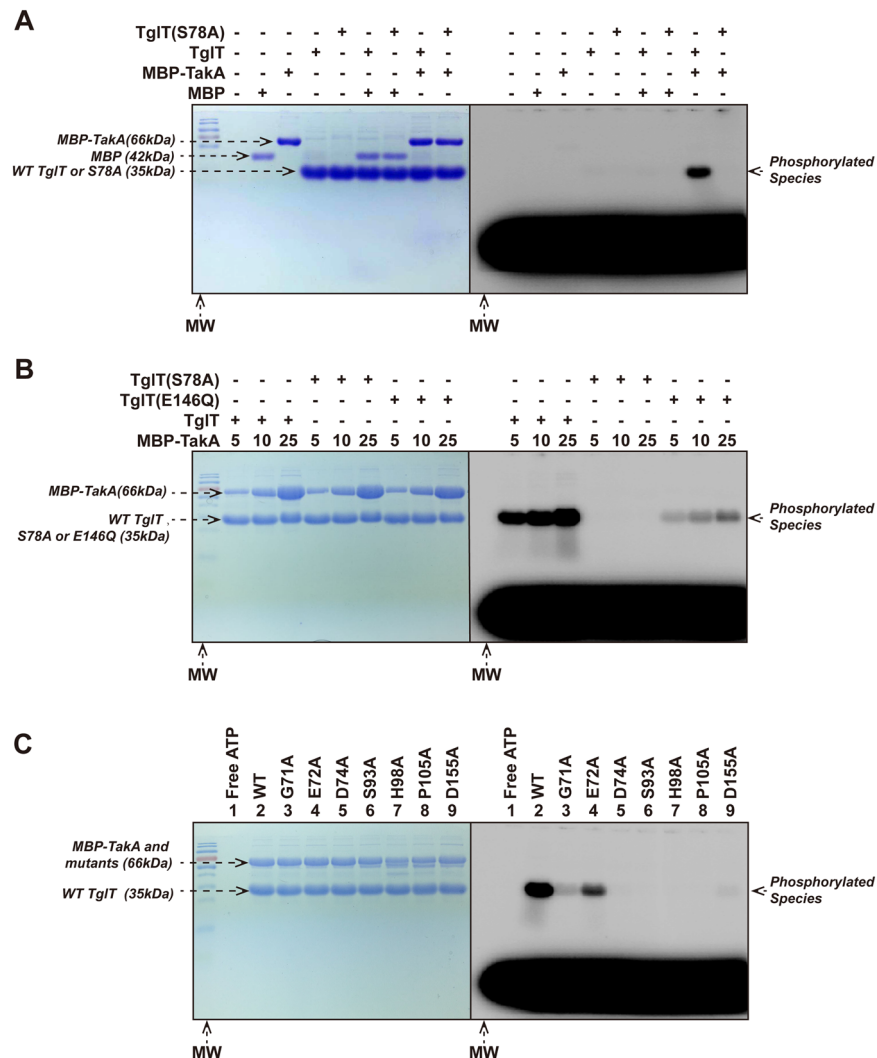 A
TglT(S78A) - - - - + - + - + - - - - + - + - +
TglT - - - + - + - + - - - - + - + - + -
MBP-TakA - - + - - - - + + - - + - - - - + +
MBP - + - - - + + - - - + - - - + + - -
MBP-TakA(66kDa)
MBP (42kDa)
WT TglT or S78A (35kDa)
Phosphorylated
Species
MW MW
B
TglT(S78A) - - - + + + - - - - - - + + + - - -
TglT(E146Q) - - - - - - + + + - - - - - - + + +
TglT + + + - - - - - - + + + - - - - - -
MBP-TakA 5 10 25 5 10 25 5 10 25 5 10 25 5 10 25 5 10 25
MBP-TakA(66kDa)
WT TglT
S78A or E146Q (35kDa)
Phosphorylated
Species
MW MW
C
Free ATP WT G71A E72A D74A S93A H98A P105A D155A Free ATP WT G71A E72A D74A S93A H98A P105A D155A
1 2 3 4 5 6 7 8 9 1 2 3 4 5 6 7 8 9
MBP-TakA and
mutants (66kDa)
WT TglT (35kDa)
Phosphorylated
Species
MW MW